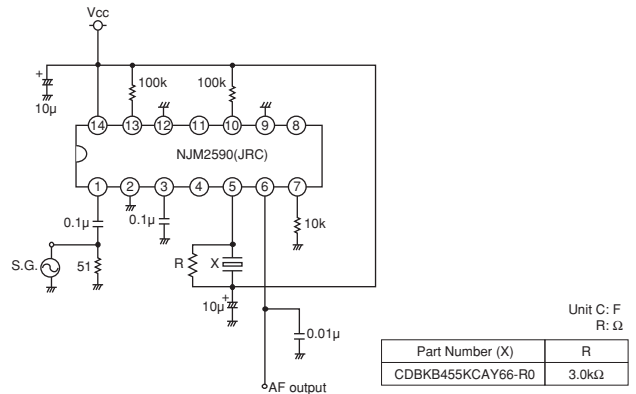 Vcc
+
10μ
100k
100k
14 13 12 11 10 9 8
NJM2590(JRC)
1 2 3 4 5 6 7
0.1μ
0.1μ
10k
S.G.
51
R
X
+
10μ
0.01μ
AF output
Unit C: F
R: Ω
Part Number (X) R
CDBKB455KCAY66-R0 3.0kΩ